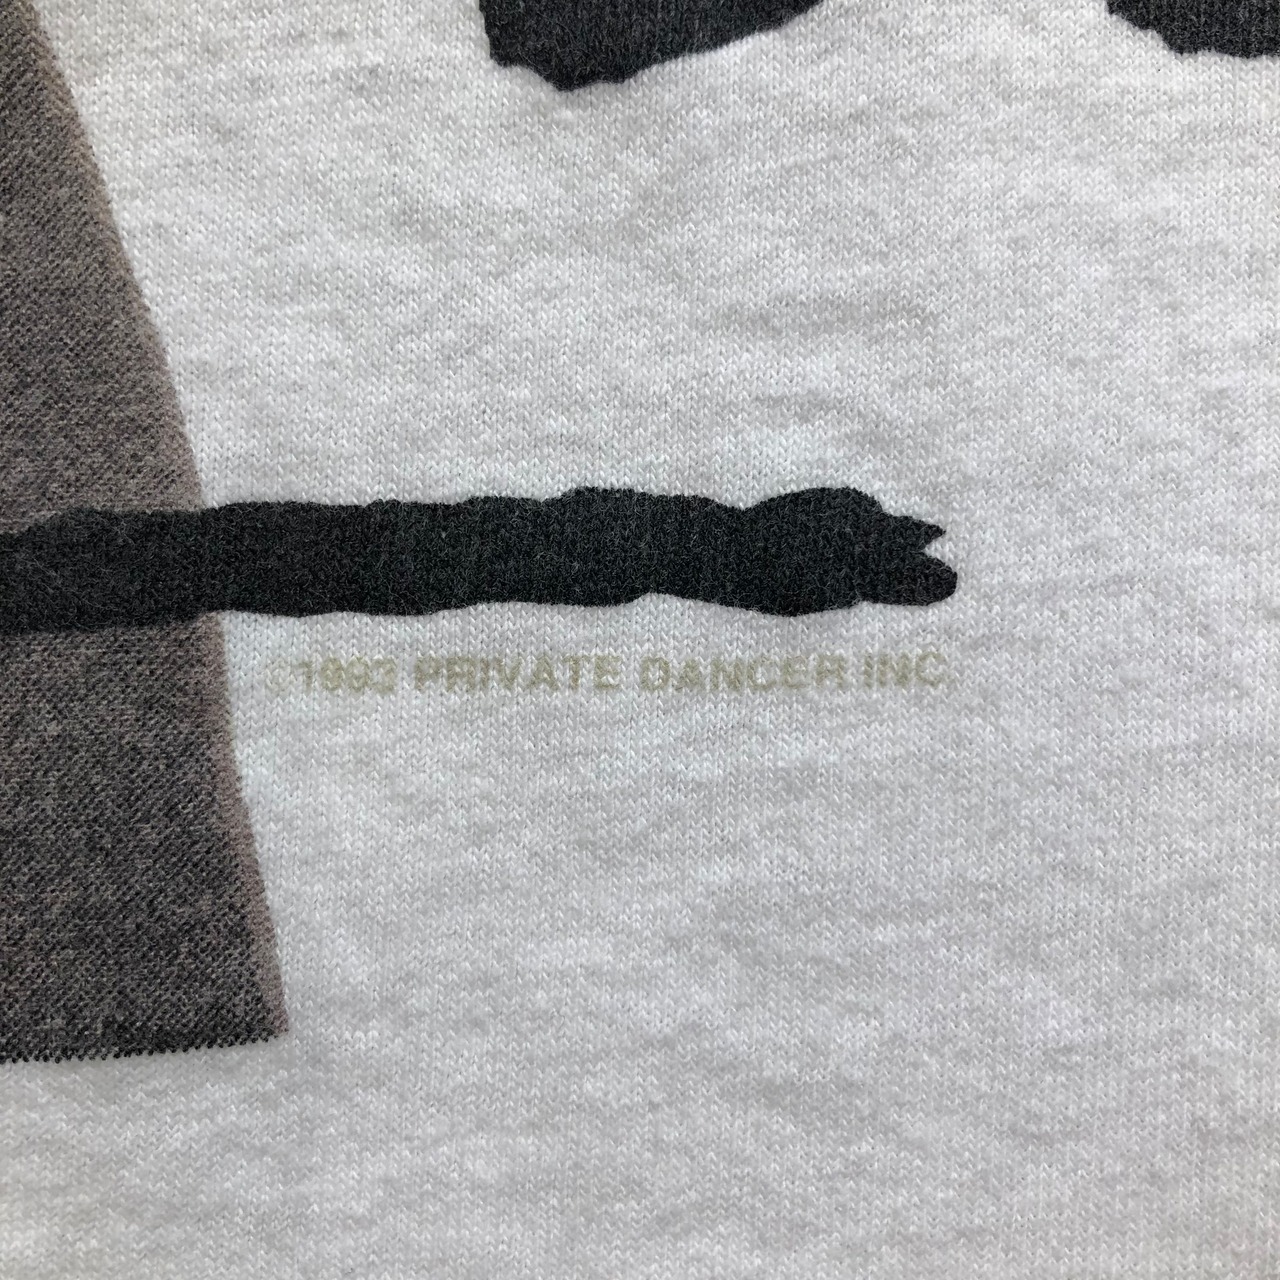 ©1993 PRIVATE DANCER INC.